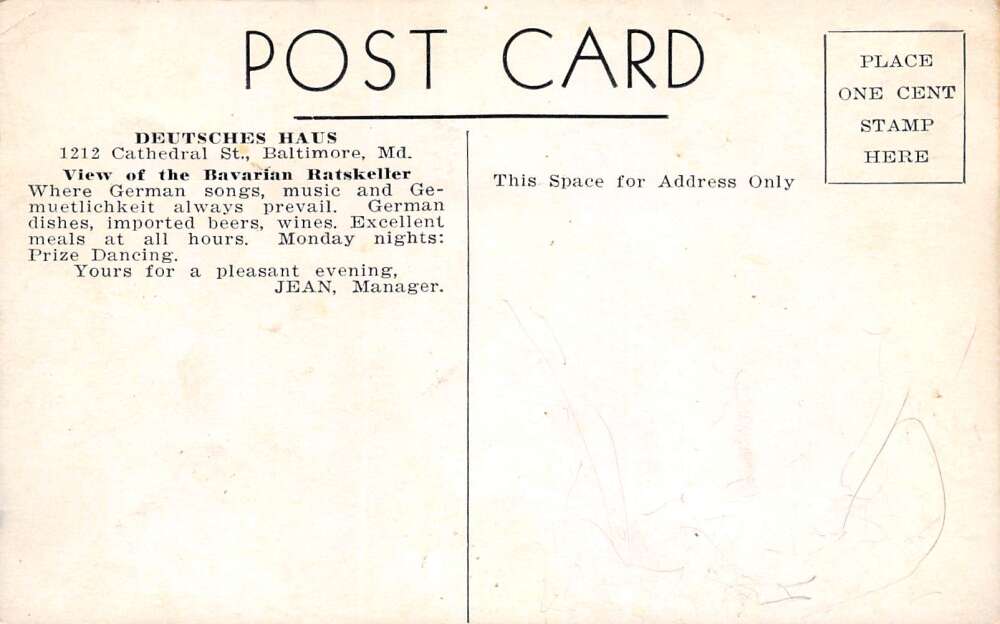 POST CARD
PLACE
ONE CENT
STAMP
HERE
DEUTSCHES HAUS
1212 Cathedral St., Baltimore, Md.
View of the Bavarian Ratskeller
Where German songs, music and Ge-
muetlichkeit always prevail. German
dishes, imported beers, wines. Excellent
meals at all hours. Monday nights:
Prize Dancing.
Yours for a pleasant evening,
JEAN, Manager.
This Space for Address Only